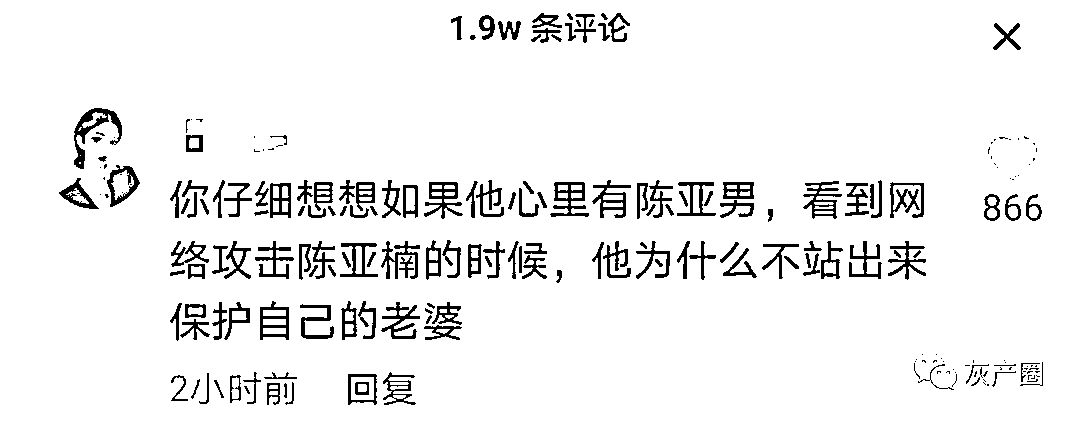 1.9w 条评论
你仔细想想如果他心里有陈亚男，看到网
络攻击陈亚楠的时候，他为什么不站出来
保护自己的老婆
866
2小时前 回复
灰产圈